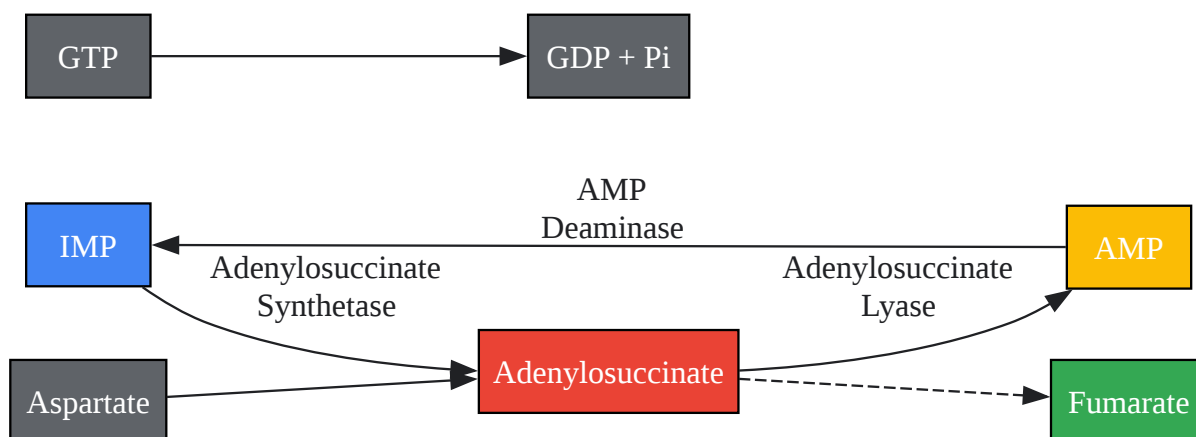 GTP
GDP + Pi
AMP
Deaminase
IMP
AMP
Adenylosuccinate
Synthetase
Adenylosuccinate
Lyase
Adenylosuccinate
Aspartate
Fumarate